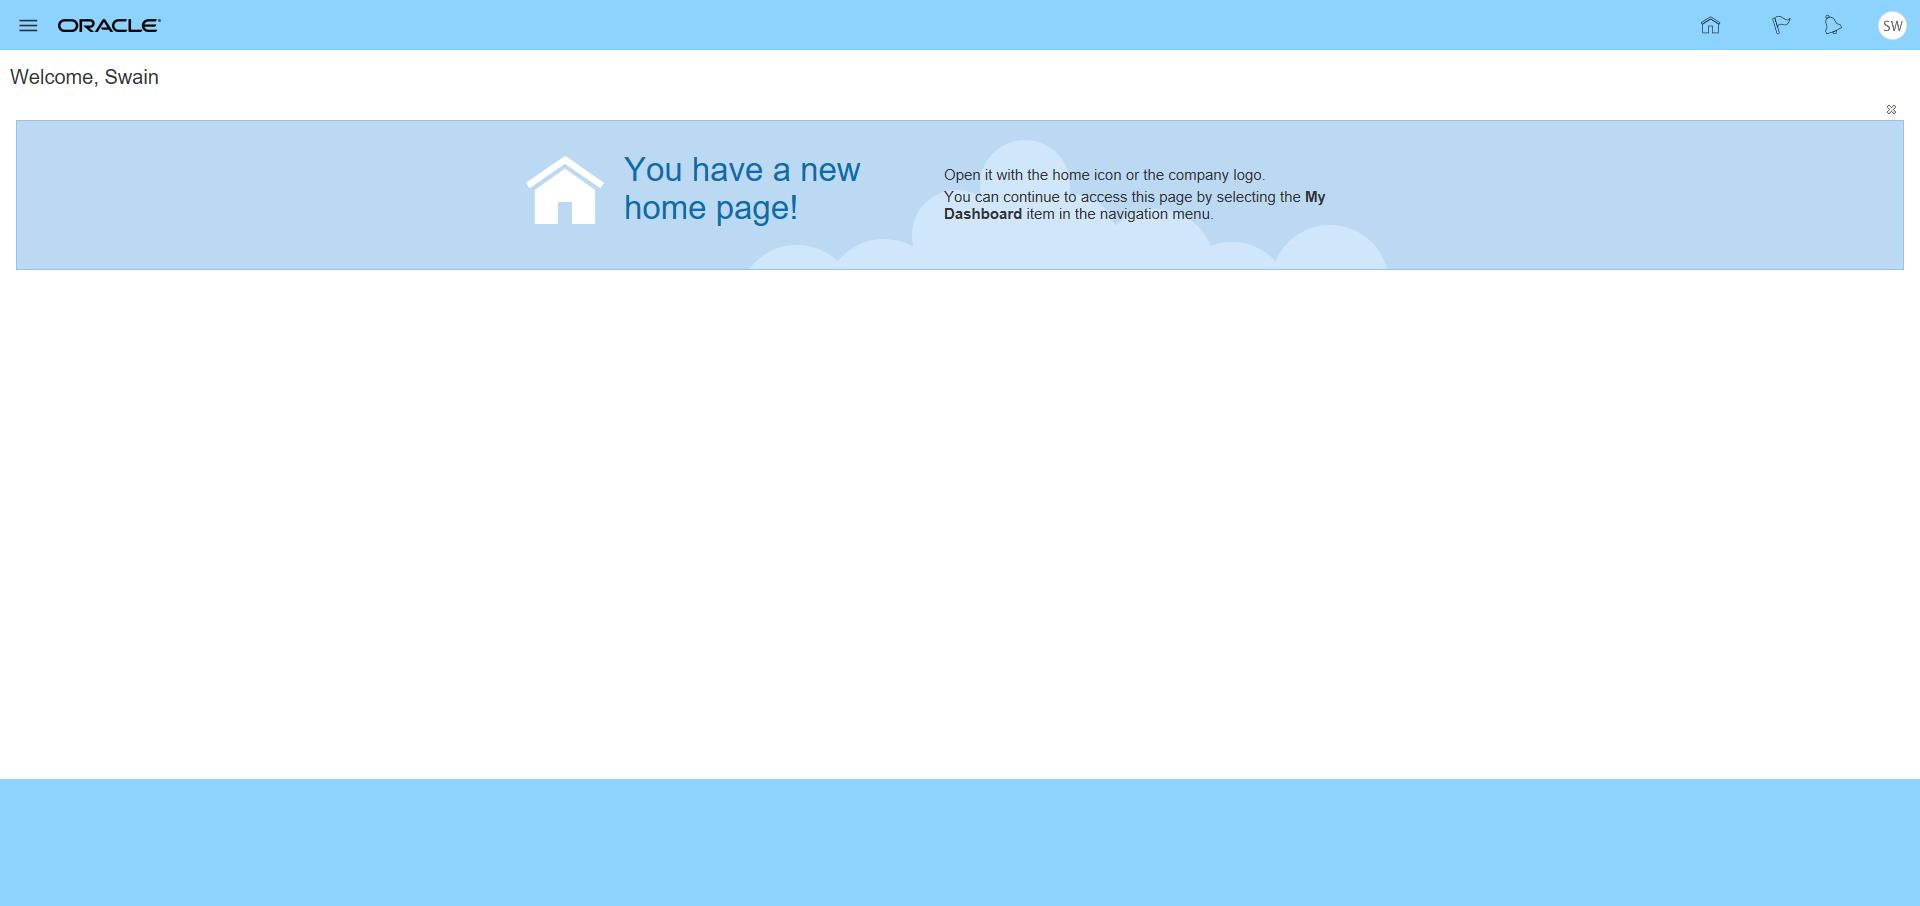 ORACLE®
SW
Welcome, Swain
You have a new
home page!
Open it with the home icon or the company logo.
You can continue to access this page by selecting the My
Dashboard item in the navigation menu.